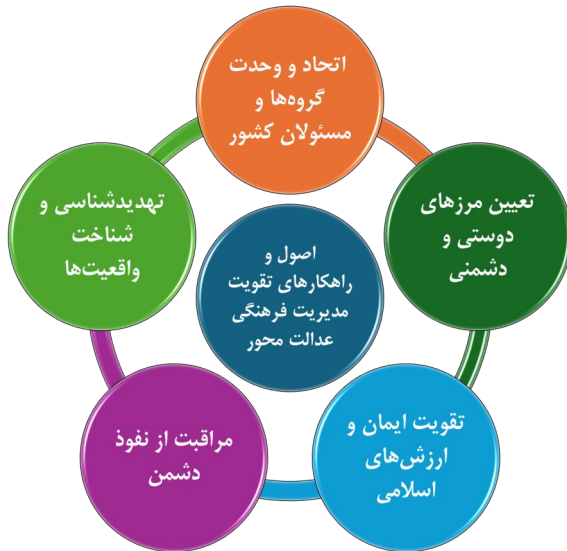 اتحاد و وحدت
گروه‌ها و
مسئولان کشور
تعیین مرزهای
دوستی و
دشمنی
تقویت ایمان و
ارزش‌های
اسلامی
مراقبت از نفوذ
دشمن
تهدیدشناسی و
شناخت
واقعیت‌ها
اصول و
راهکارهای تقویت
مدیریت فرهنگی
عدالت محور